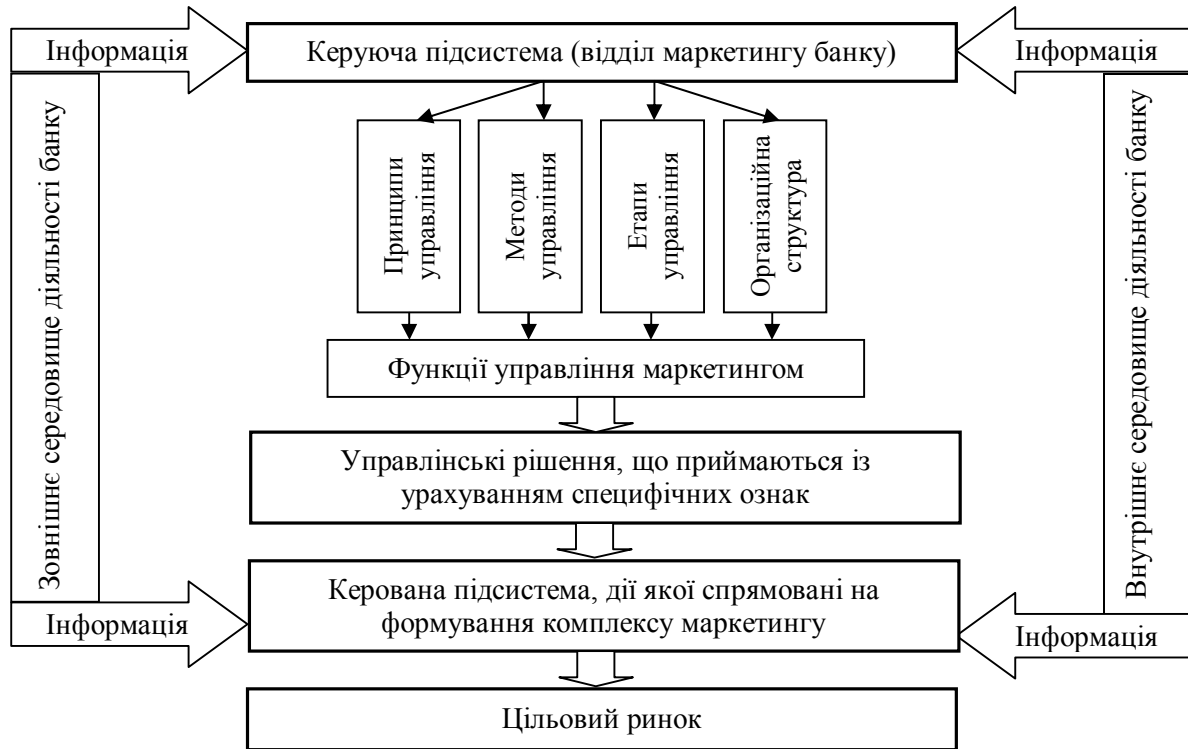 Інформація
Керуюча підсистема (відділ маркетингу банку)
Інформація
Зовнішнє середовище діяльності банку
Принципи
управління
Методи
управління
Етапи
управління
Організаційна
структура
Внутрішнє середовище діяльності банку
Функції управління маркетингом
Управлінські рішення, що приймаються із
урахуванням специфічних ознак
Керована підсистема, дії якої спрямовані на
формування комплексу маркетингу
Інформація
Інформація
Цільовий ринок